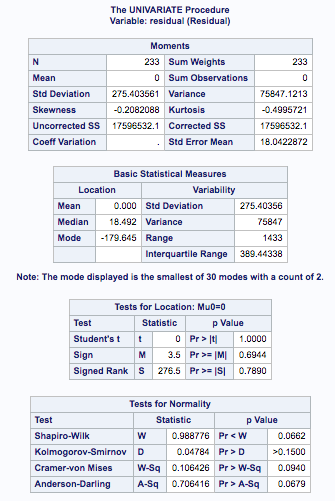 The UNIVARIATE Procedure
Variable: residual (Residual)
Moments
N 233 Sum Weights 233
Mean 0 Sum Observations 0
Std Deviation 275.403561 Variance 75847.1213
Skewness -0.2082088 Kurtosis -0.4995721
Uncorrected SS 17596532.1 Corrected SS 17596532.1
Coeff Variation . Std Error Mean 18.0422872
Basic Statistical Measures
Location Variability
Mean 0.000 Std Deviation 275.40356
Median 18.492 Variance 75847
Mode -179.645 Range 1433
Interquartile Range 389.44338
Note: The mode displayed is the smallest of 30 modes with a count of 2.
Tests for Location: Mu0=0
Test Statistic p Value
Student's t t 0 Pr > |t| 1.0000
Sign M 3.5 Pr >= |M| 0.6944
Signed Rank S 276.5 Pr >= |S| 0.7890
Tests for Normality
Test Statistic p Value
Shapiro-Wilk W 0.988776 Pr < W 0.0662
Kolmogorov-Smirnov D 0.04784 Pr > D >0.1500
Cramer-von Mises W-Sq 0.106426 Pr > W-Sq 0.0940
Anderson-Darling A-Sq 0.706416 Pr > A-Sq 0.0679